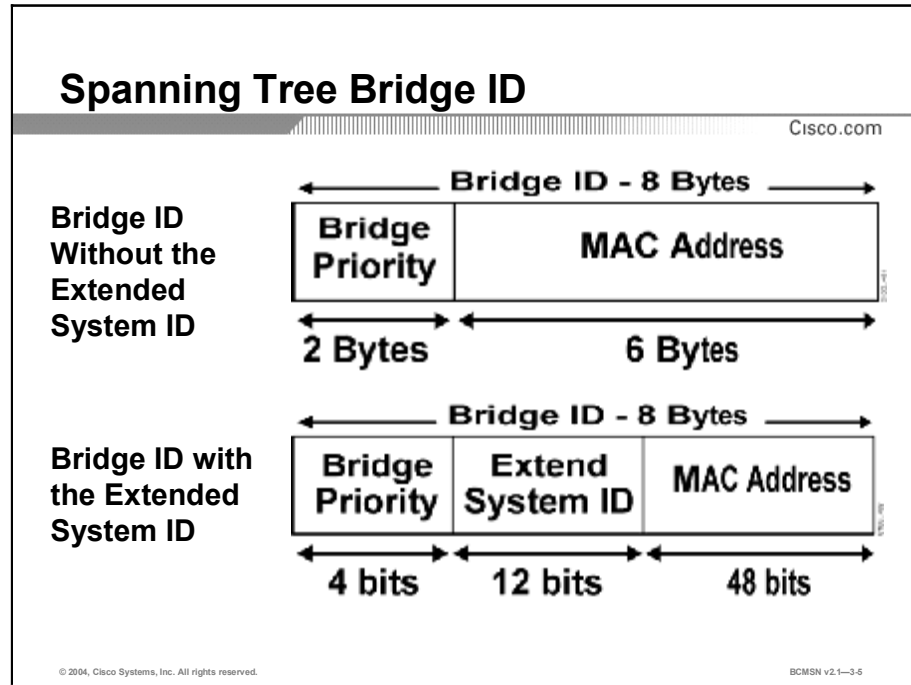 Spanning Tree Bridge ID
Cisco.com
Bridge ID
Without the
Extended
System ID
Bridge ID - 8 Bytes
Bridge
Priority
MAC Address
2 Bytes
6 Bytes
Bridge ID with
the Extended
System ID
Bridge ID - 8 Bytes
Bridge
Priority
Extend
System ID
MAC Address
4 bits
12 bits
48 bits
© 2004, Cisco Systems, Inc. All rights reserved.
BCMSN v2.1—3-5